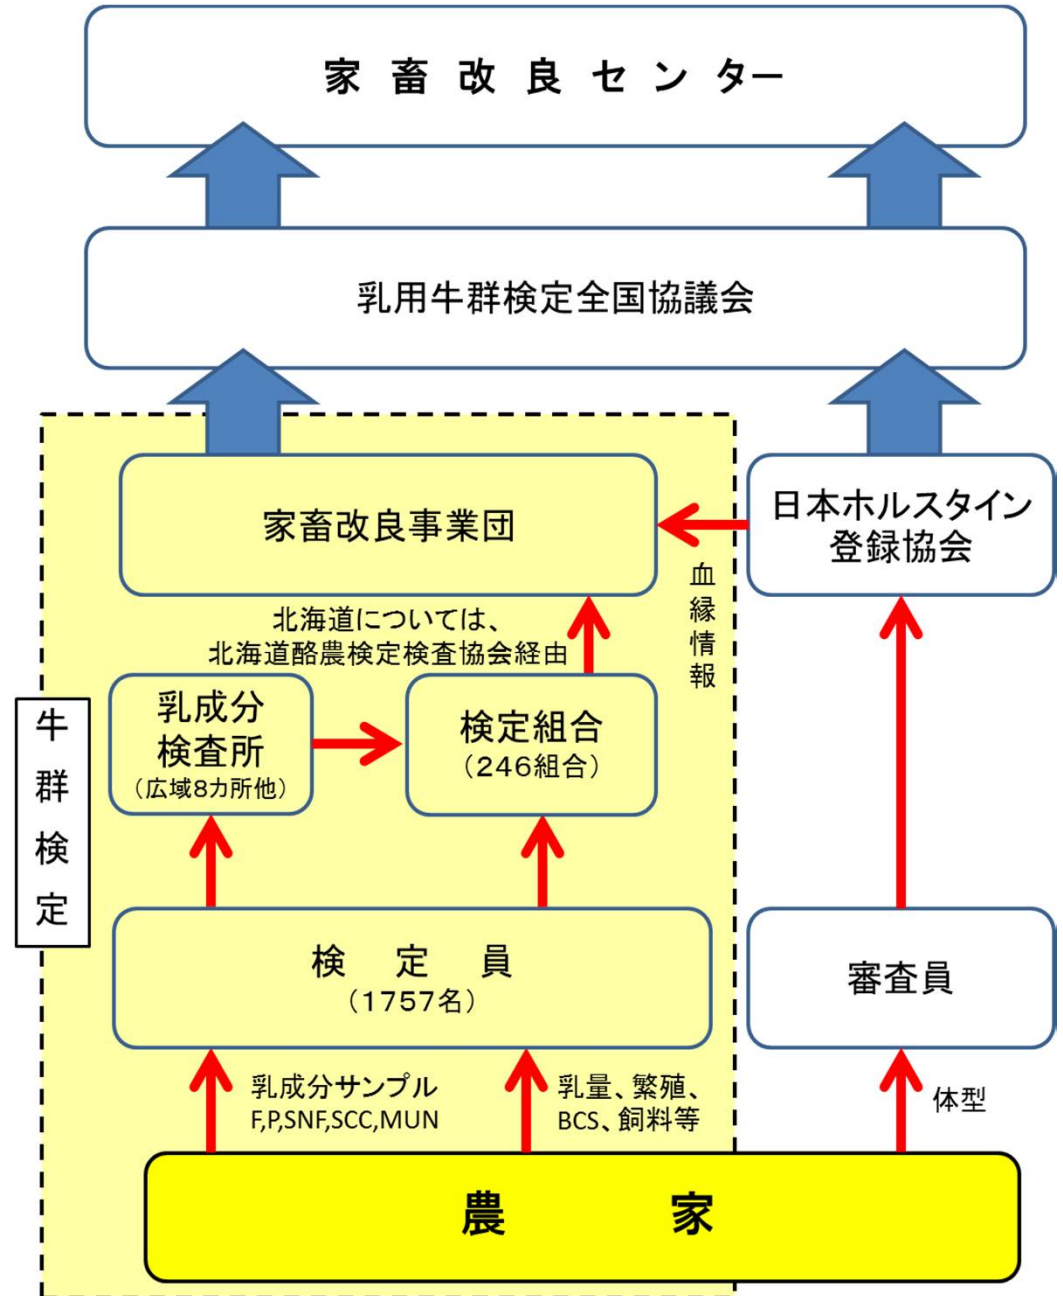 家 畜 改 良 セ ン タ ー
乳用牛群検定全国協議会
家畜改良事業団
日本ホルスタイン
登録協会
血縁情報
北海道については、
北海道酪農検定検査協会経由
乳成分
検査所
（広域8カ所他）
検定組合
（246組合）
牛群検定
検 定 員
（1757名）
審査員
乳成分サンプル
F,P,SNF,SCC,MUN
乳量、繁殖、
BCS、飼料等
体型
農 家